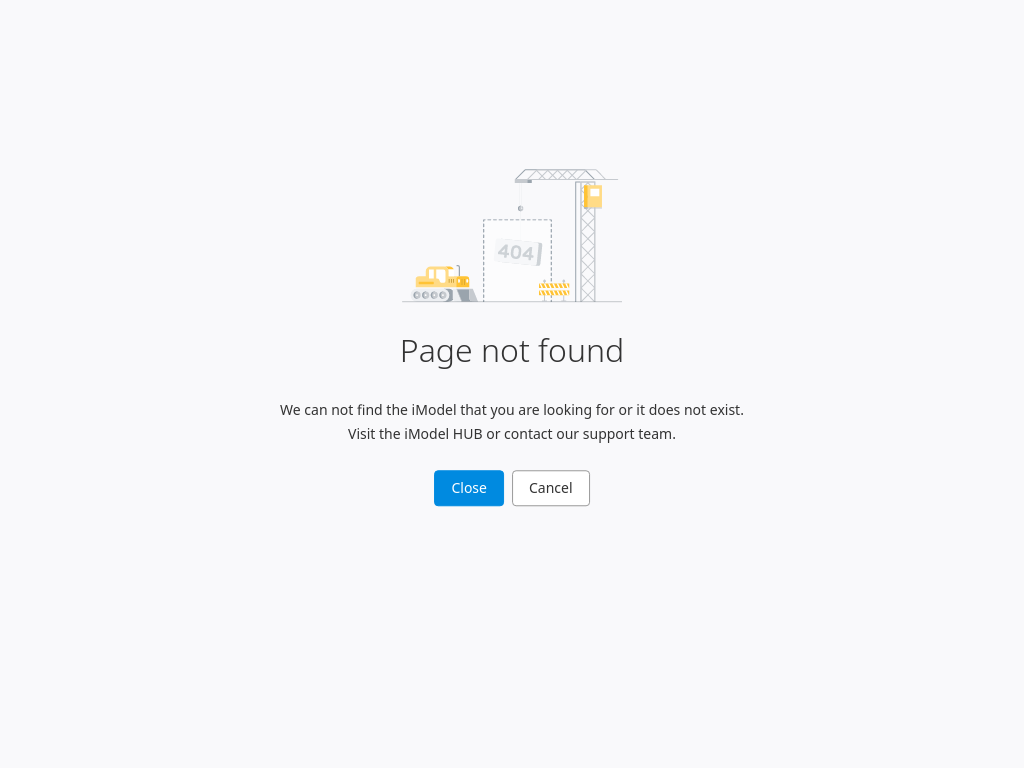 404
Page not found
We can not find the iModel that you are looking for or it does not exist.
Visit the iModel HUB or contact our support team.
Close
Cancel